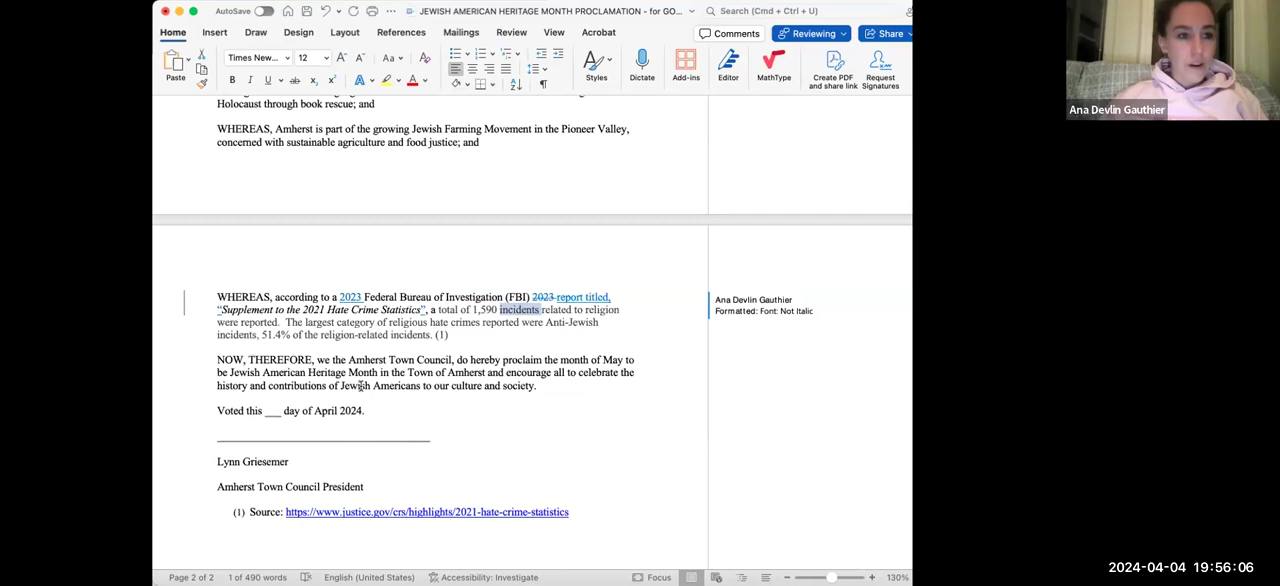 AutoSave
JEWISH AMERICAN HERITAGE MONTH PROCLAMATION - for GO...
Search (Cmd + Ctrl + U)
Home Insert Draw Design Layout References Mailings Review View Acrobat
Comments Reviewing Share
Paste
Times New... 12
Styles Dictate Add-ins Editor MathType Create PDF and share link Request Signatures
Ana Devlin Gauthier
Holocaust through book rescue; and
WHEREAS, Amherst is part of the growing Jewish Farming Movement in the Pioneer Valley,
concerned with sustainable agriculture and food justice; and
WHEREAS, according to a 2023 Federal Bureau of Investigation (FBI) 2023 report titled,
“Supplement to the 2021 Hate Crime Statistics”, a total of 1,590 incidents related to religion
were reported. The largest category of religious hate crimes reported were Anti-Jewish
incidents, 51.4% of the religion-related incidents. (1)
Ana Devlin Gauthier
Formatted: Font: Not Italic
NOW, THEREFORE, we the Amherst Town Council, do hereby proclaim the month of May to
be Jewish American Heritage Month in the Town of Amherst and encourage all to celebrate the
history and contributions of Jewish Americans to our culture and society.
Voted this ___ day of April 2024.
Lynn Griesemer
Amherst Town Council President
(1) Source: https://www.justice.gov/crs/highlights/2021-hate-crime-statistics
Page 2 of 2 1 of 490 words English (United States) Accessibility: Investigate Focus 130%
2024-04-04 19:56:06